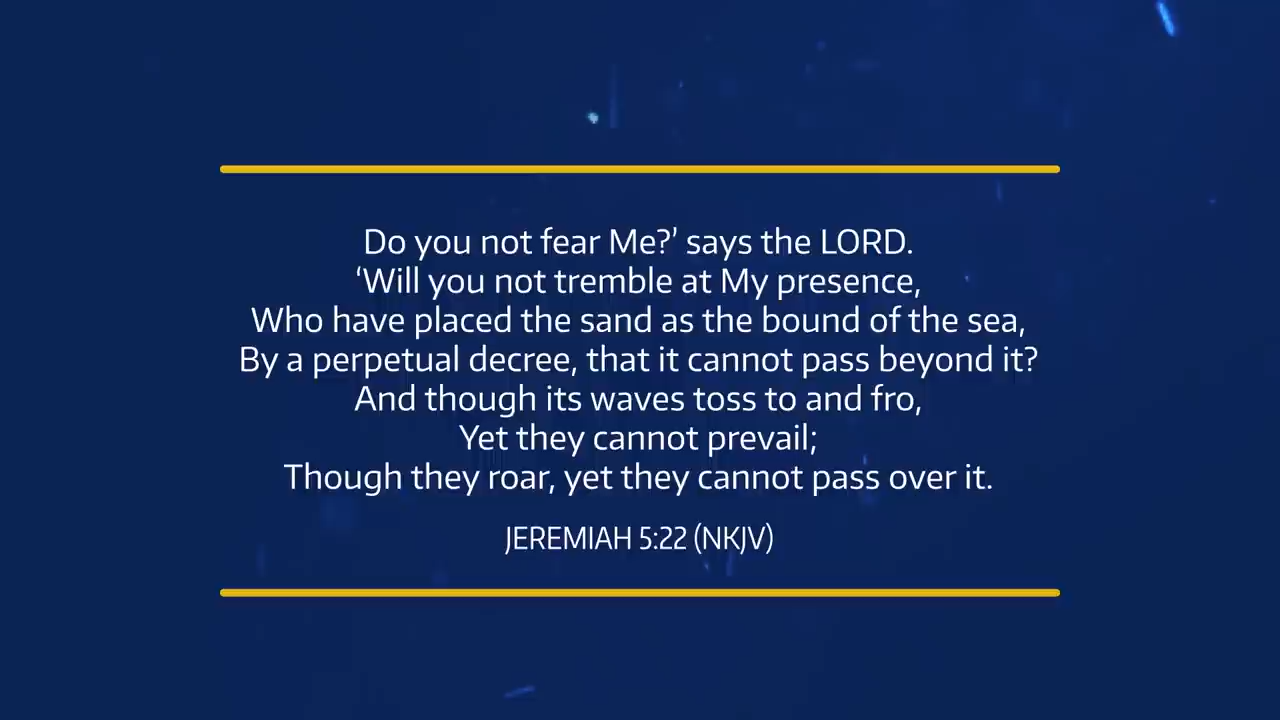 Do you not fear Me?’ says the LORD.
‘Will you not tremble at My presence,
Who have placed the sand as the bound of the sea,
By a perpetual decree, that it cannot pass beyond it?
And though its waves toss to and fro,
Yet they cannot prevail;
Though they roar, yet they cannot pass over it.
JEREMIAH 5:22 (NKJV)